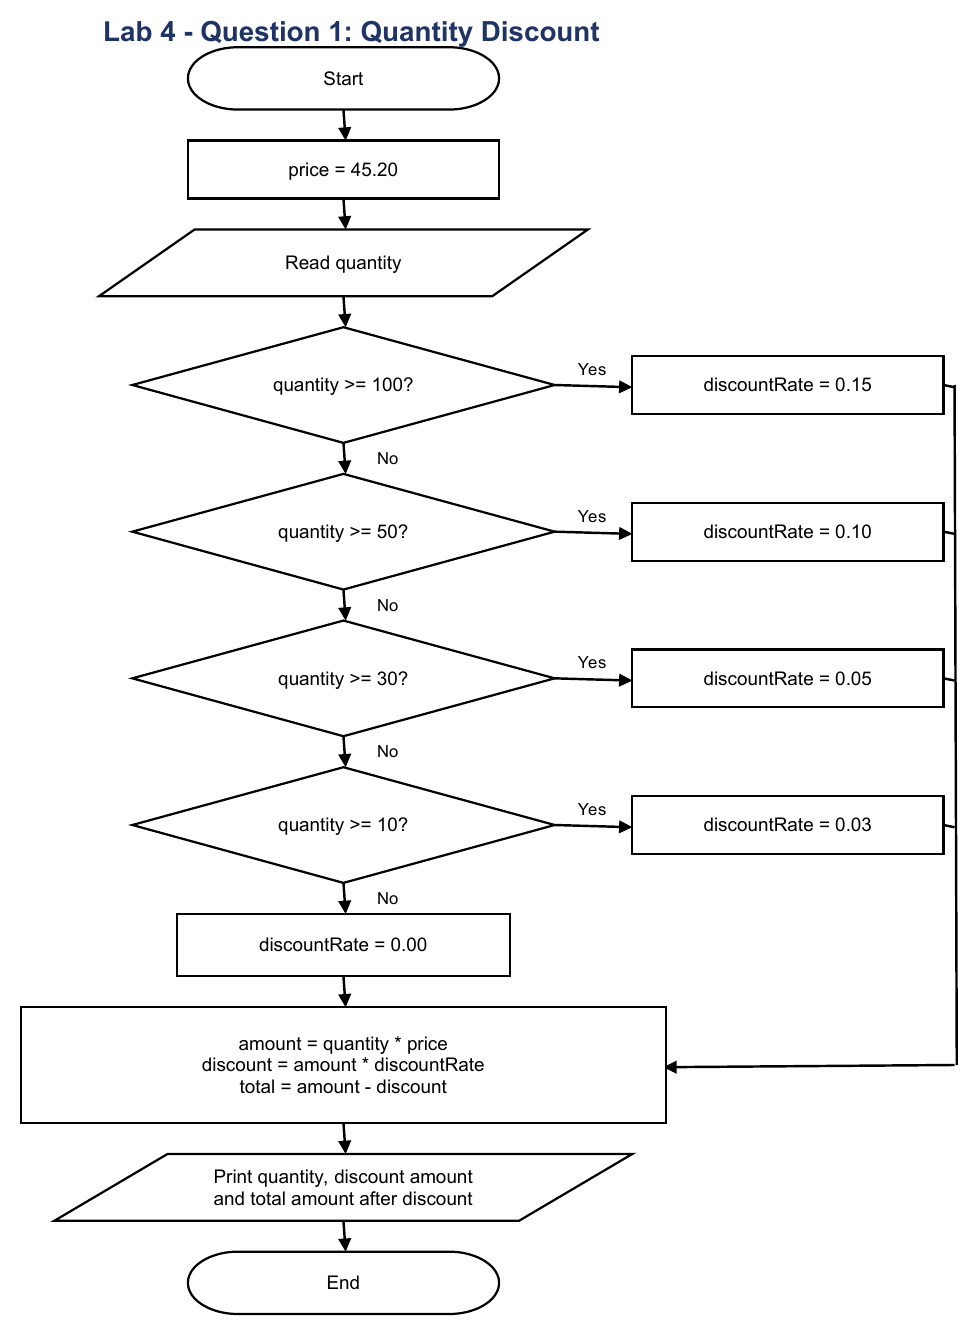 Lab 4 - Question 1: Quantity Discount
Start
price = 45.20
Read quantity
quantity >= 100?
Yes
discountRate = 0.15
No
quantity >= 50?
Yes
discountRate = 0.10
No
quantity >= 30?
Yes
discountRate = 0.05
No
quantity >= 10?
Yes
discountRate = 0.03
No
discountRate = 0.00
amount = quantity * price
discount = amount * discountRate
total = amount - discount
Print quantity, discount amount
and total amount after discount
End